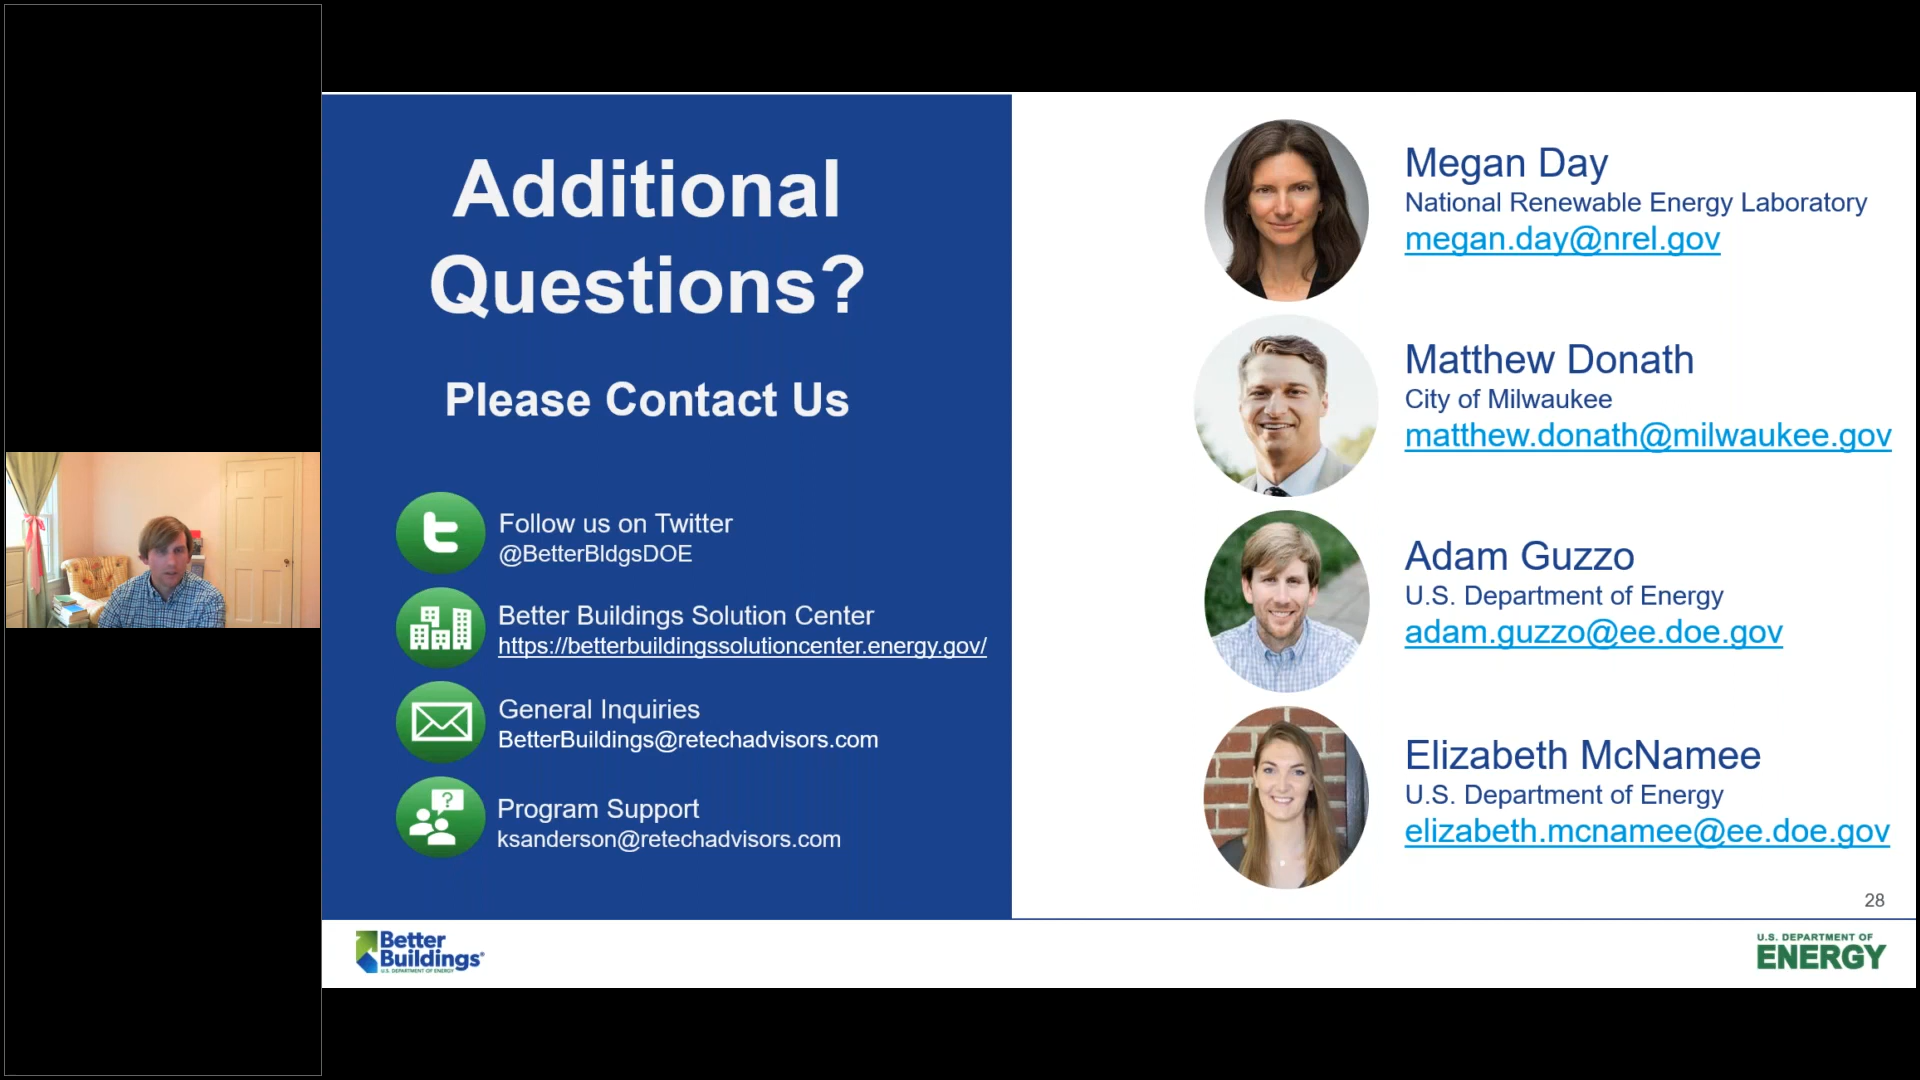 Additional
Questions?
Please Contact Us
Follow us on Twitter
@BetterBldgsDOE
Better Buildings Solution Center
https://betterbuildingssolutioncenter.energy.gov/
General Inquiries
BetterBuildings@retechadvisors.com
?
Program Support
ksanderson@retechadvisors.com
Megan Day
National Renewable Energy Laboratory
megan.day@nrel.gov
Matthew Donath
City of Milwaukee
matthew.donath@milwaukee.gov
Adam Guzzo
U.S. Department of Energy
adam.guzzo@ee.doe.gov
Elizabeth McNamee
U.S. Department of Energy
elizabeth.mcnamee@ee.doe.gov
28
Better
Buildings®
U.S. DEPARTMENT OF ENERGY
U.S. DEPARTMENT OF
ENERGY